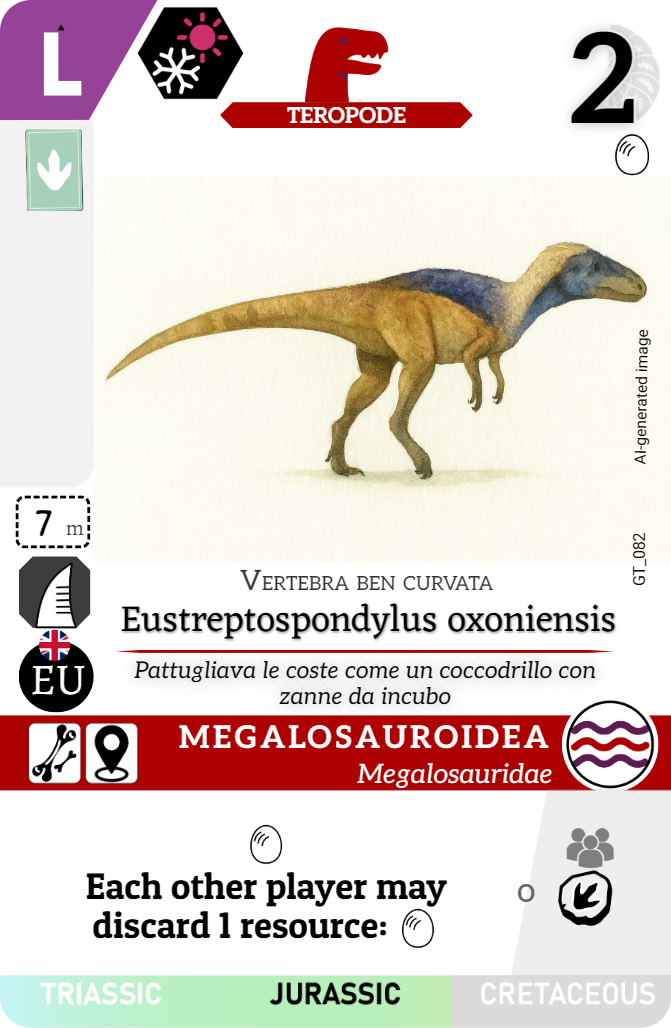 L
TEROPODE
2
AI-generated image
GT_082
7 m
VERTEBRA BEN CURVATA
Eustreptospondylus oxoniensis
EU
Pattugliava le coste come un coccodrillo con
zanne da incubo
MEGALOSAUROIDEA
Megalosauridae
Each other player may
discard 1 resource:
O
TRIASSIC JURASSIC CRETACEOUS